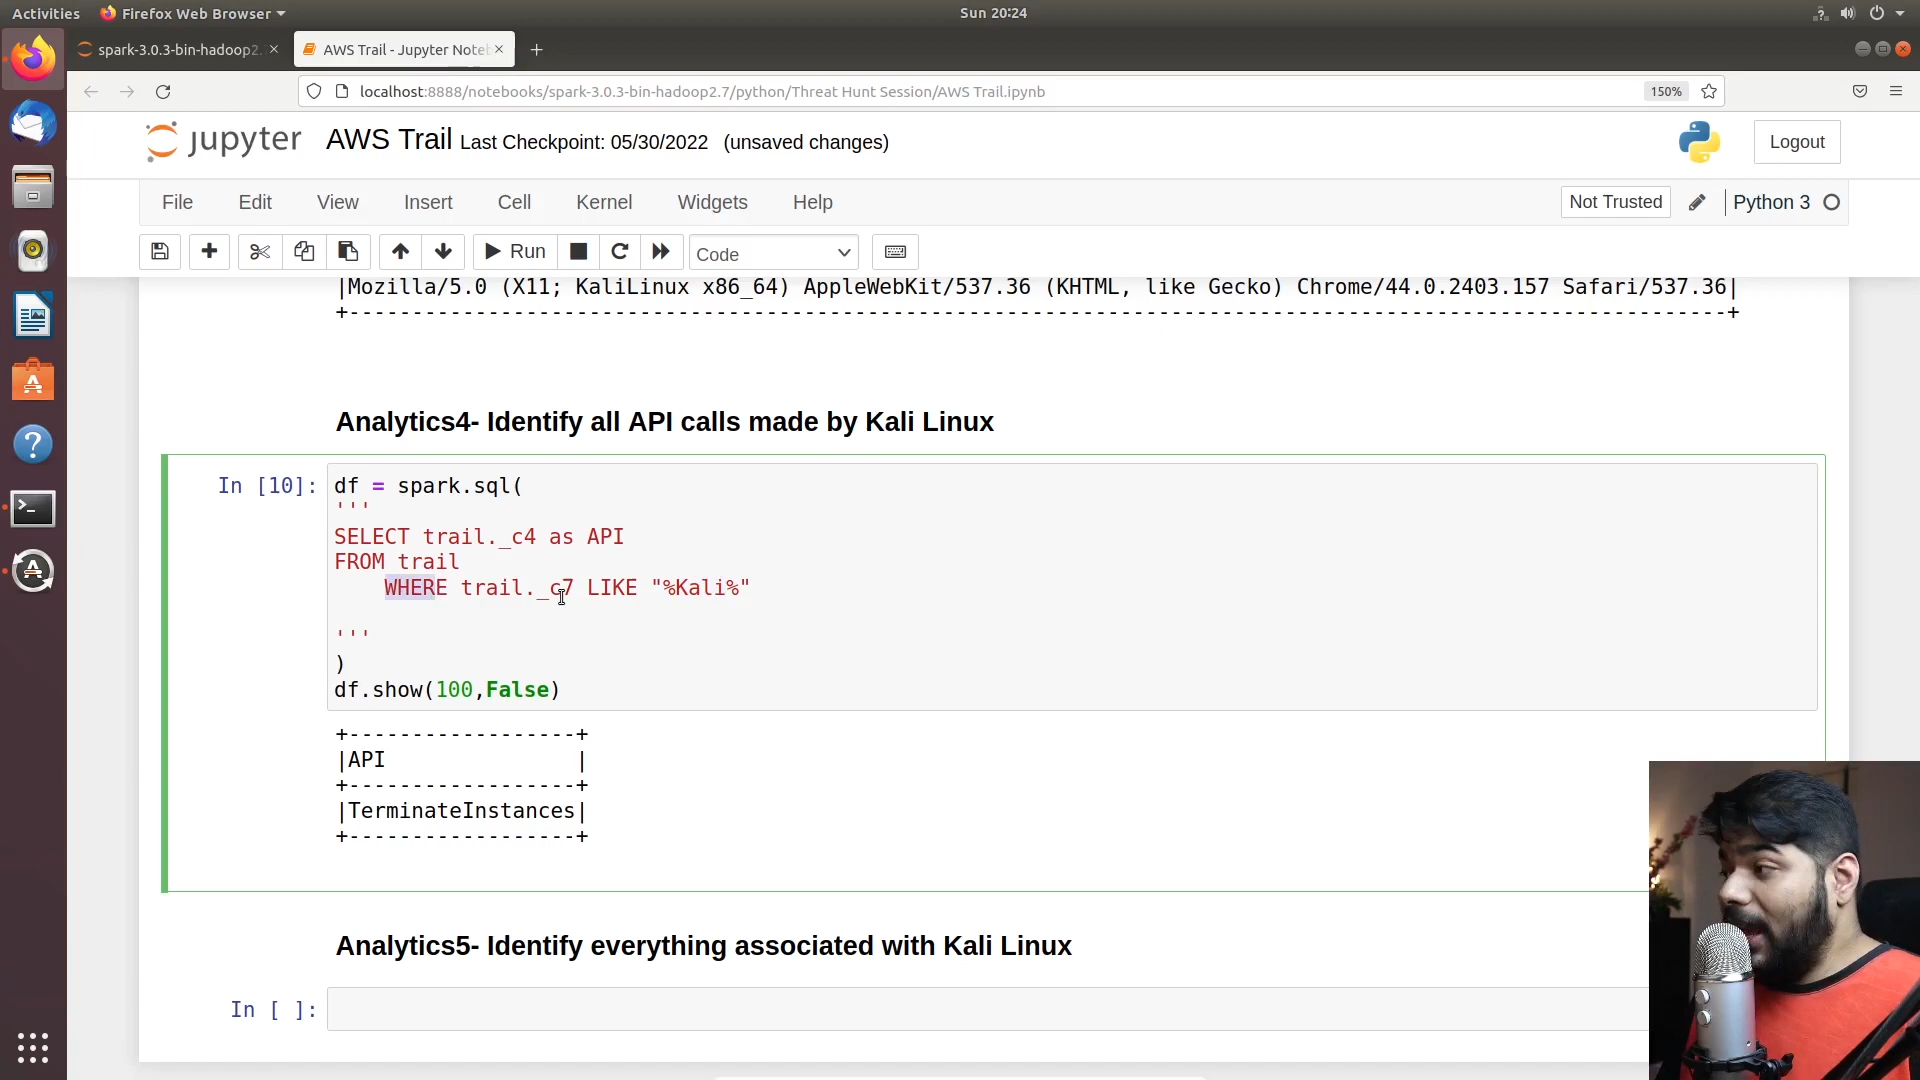 Activities Firefox Web Browser Sun 20:24
spark-3.0.3-bin-hadoop2. AWS Trail - Jupyter Noteb
localhost:8888/notebooks/spark-3.0.3-bin-hadoop2.7/python/Threat Hunt Session/AWS Trail.ipynb 150%
jupyter AWS Trail Last Checkpoint: 05/30/2022 (unsaved changes) Logout
File Edit View Insert Cell Kernel Widgets Help Not Trusted Python 3
Run Code
|Mozilla/5.0 (X11; KaliLinux x86_64) AppleWebKit/537.36 (KHTML, like Gecko) Chrome/44.0.2403.157 Safari/537.36|
+--------------------------------------------------------------------------------------------------------------+
Analytics4- Identify all API calls made by Kali Linux
In [10]: df = spark.sql(
'''
SELECT trail._c4 as API
FROM trail
WHERE trail._c7 LIKE "%Kali%"
'''
)
df.show(100,False)
+------------------+
|API               |
+------------------+
|TerminateInstances|
+------------------+
Analytics5- Identify everything associated with Kali Linux
In [ ]: